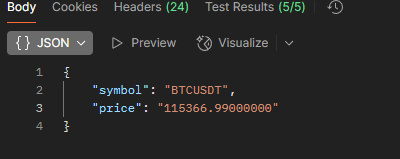 Body Cookies Headers (24) Test Results (5/5)
{} JSON Preview Visualize
1 {
2 "symbol": "BTCUSDT",
3 "price": "115366.99000000"
4 }